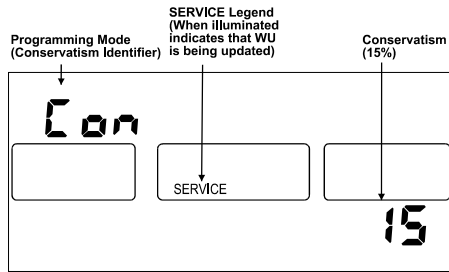 SERVICE Legend
(When illuminated
indicates that WU
is being updated)
Programming Mode
(Conservatism Identifier)
Conservatism
(15%)
Con
SERVICE
15